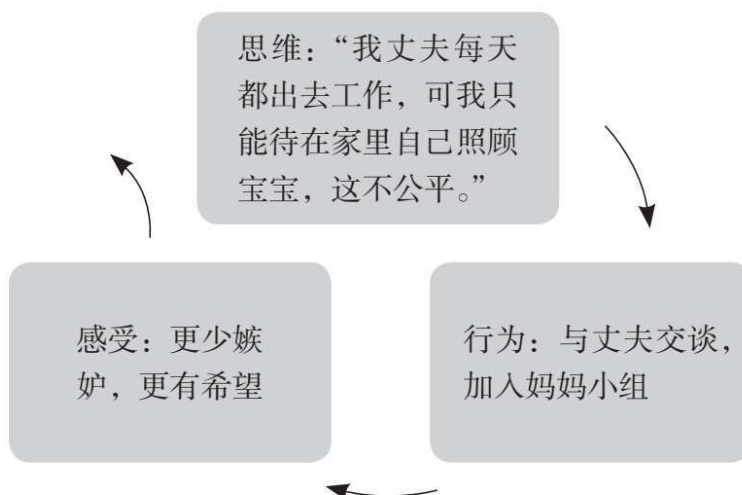 思维：“我丈夫每天
都出去工作，可我只
能待在家里自己照顾
宝宝，这不公平。”
感受：更少嫉
妒，更有希望
行为：与丈夫交谈，
加入妈妈小组